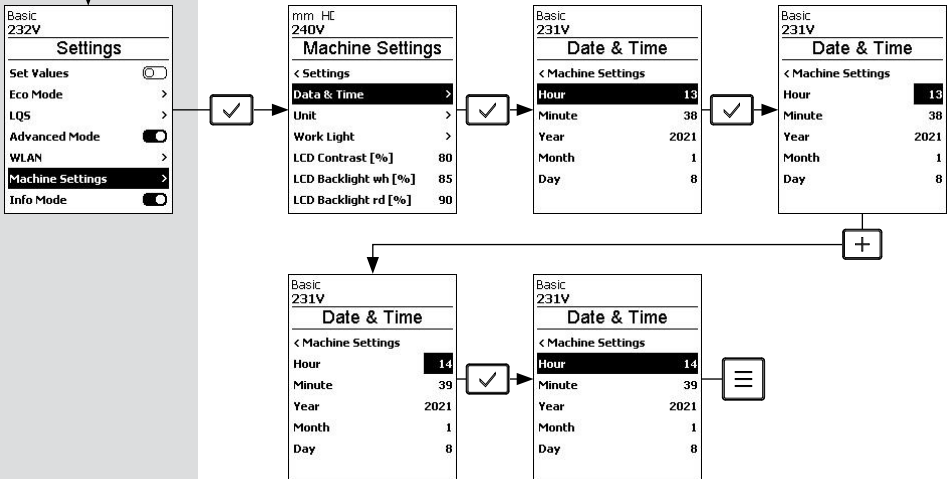 Basic
232V
Settings
Set Values
Eco Mode >
LQS >
Advanced Mode
WLAN >
Machine Settings >
Info Mode
mm HE
240V
Machine Settings
< Settings
Data & Time >
Unit >
Work Light >
LCD Contrast [%] 80
LCD Backlight wh [%] 85
LCD Backlight rd [%] 90
Basic
231V
Date & Time
< Machine Settings
Hour 13
Minute 38
Year 2021
Month 1
Day 8
Basic
231V
Date & Time
< Machine Settings
Hour 13
Minute 38
Year 2021
Month 1
Day 8
+
Basic
231V
Date & Time
< Machine Settings
Hour 14
Minute 39
Year 2021
Month 1
Day 8
Basic
231V
Date & Time
< Machine Settings
Hour 14
Minute 39
Year 2021
Month 1
Day 8